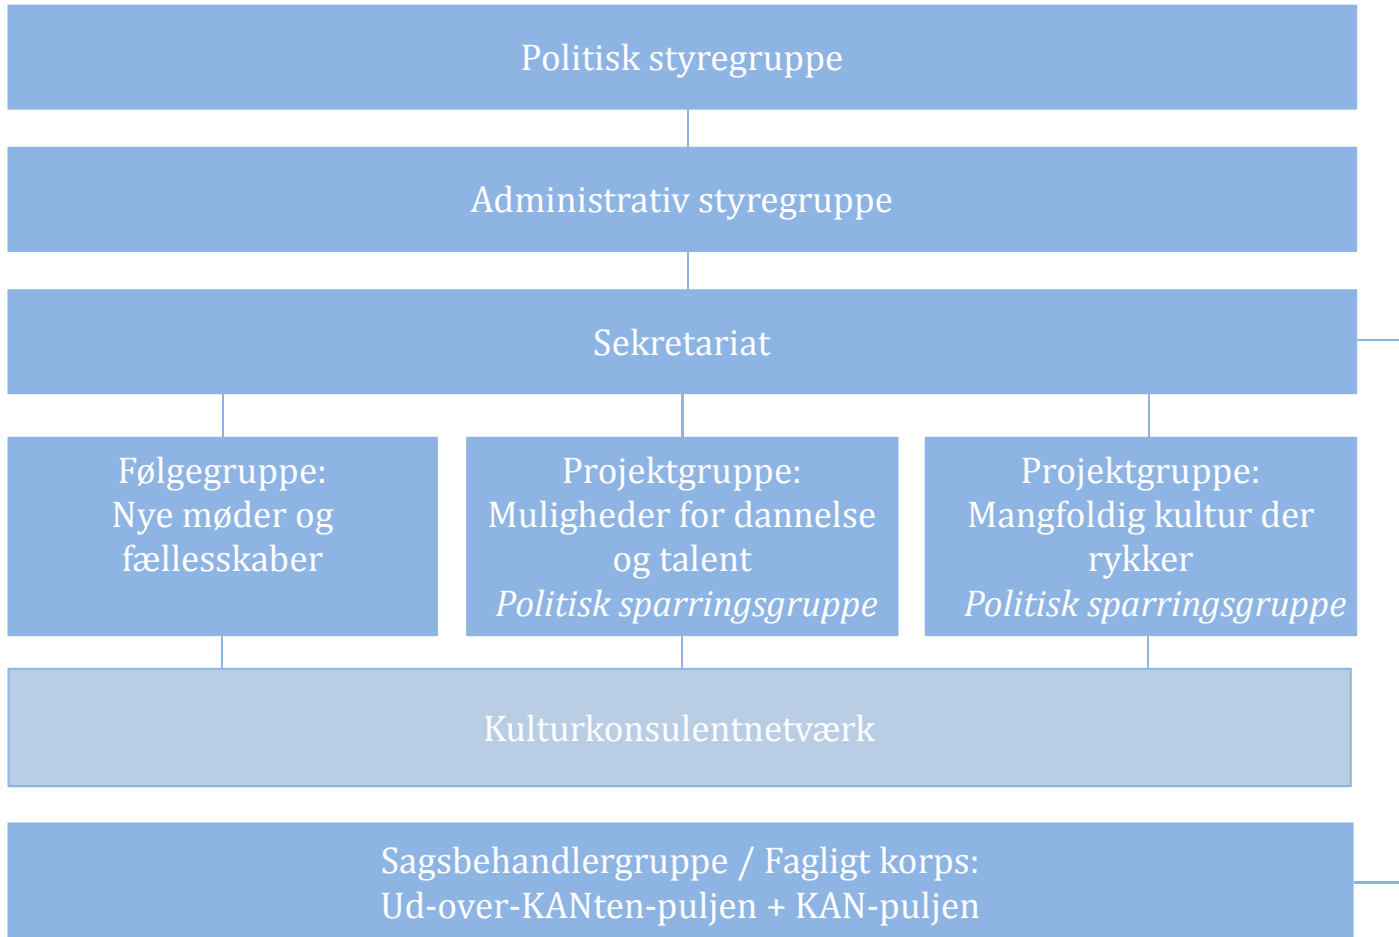 Politisk styregruppe
Administrativ styregruppe
Sekretariat
Følgegruppe:
Nye møder og
fællesskaber
Projektgruppe:
Muligheder for dannelse
og talent
Politisk sparringsgruppe
Projektgruppe:
Mangfoldig kultur der
rykker
Politisk sparringsgruppe
Kulturkonsulentnetværk
Sagsbehandlergruppe / Fagligt korps:
Ud-over-KANten-puljen + KAN-puljen